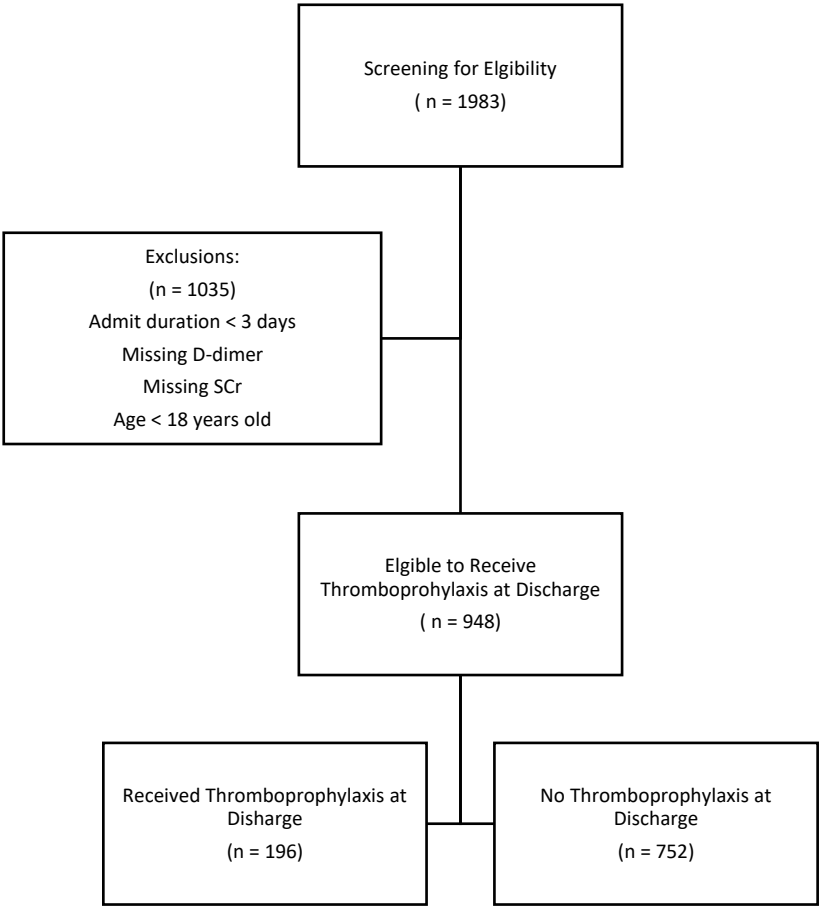 Screening for Elgibility
( n = 1983)
Exclusions:
(n = 1035)
Admit duration < 3 days
Missing D-dimer
Missing SCr
Age < 18 years old
Elgible to Receive
Thromboprohylaxis at Discharge
( n = 948)
Received Thromboprophylaxis at
Disharge
(n = 196)
No Thromboprophylaxis at
Discharge
(n = 752)